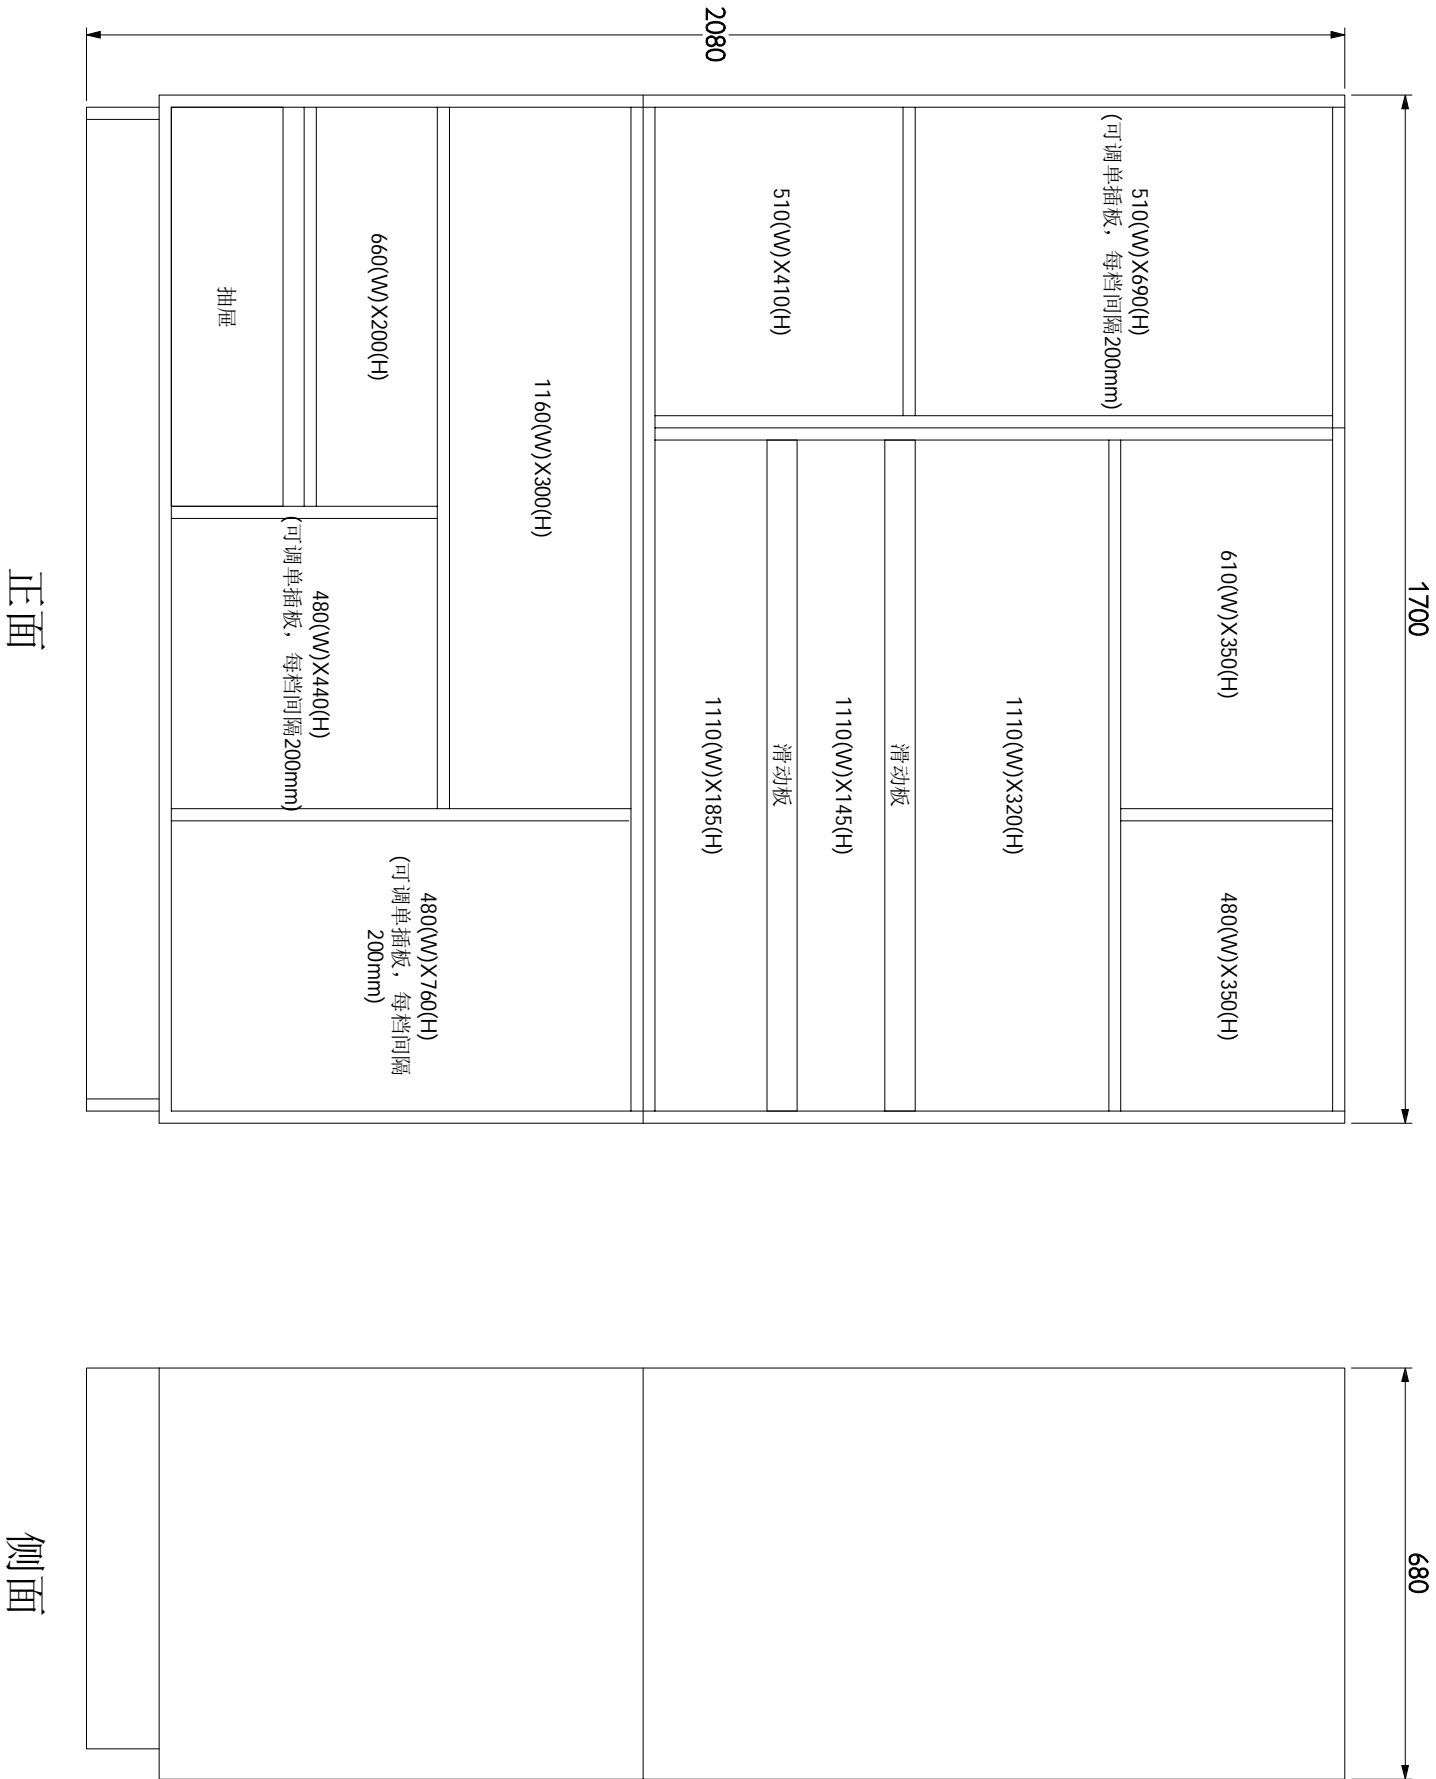 1700
2080
510(W)X690(H)
(可调单插板，每档间隔200mm)
610(W)X350(H)
480(W)X350(H)
1110(W)X320(H)
滑动板
510(W)X410(H)
1110(W)X145(H)
滑动板
1110(W)X185(H)
1160(W)X300(H)
660(W)X200(H)
抽屉
480(W)X440(H)
(可调单插板，每档间隔200mm)
480(W)X760(H)
(可调单插板，每档间隔
200mm)
正面
680
侧面